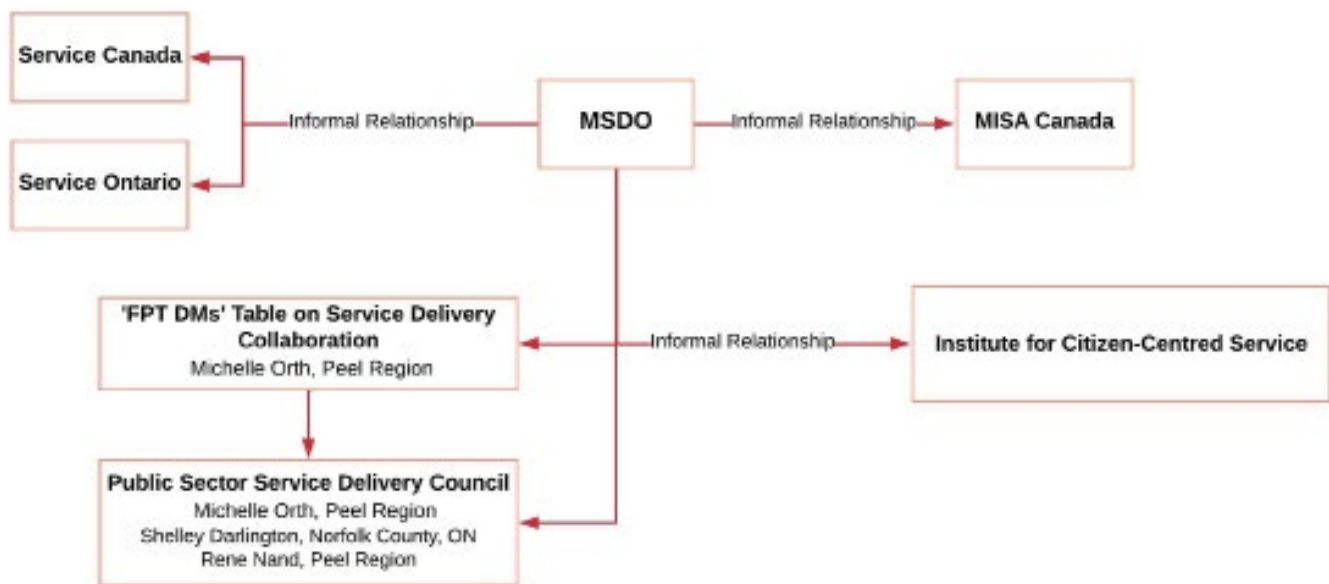 Service Canada
Informal Relationship
MSDO
Informal Relationship
MISA Canada
Service Ontario
'FPT DMs' Table on Service Delivery
Collaboration
Michelle Orth, Peel Region
Informal Relationship
Institute for Citizen-Centred Service
Public Sector Service Delivery Council
Michelle Orth, Peel Region
Shelley Darlington, Norfolk County, ON
Rene Nand, Peel Region